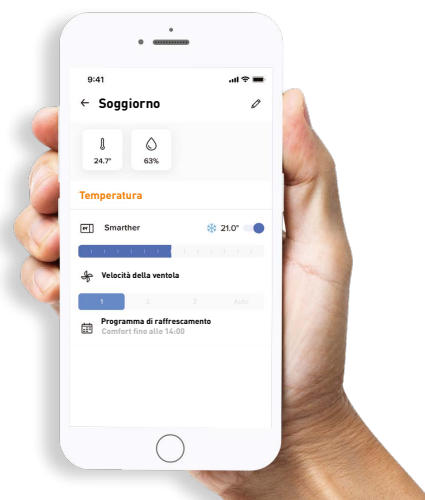 9:41
← Soggiorno
24.7°
63%
Temperatura
Smarther
21.0°
Velocità della ventola
1 2 3 Auto
Programma di raffrescamento
Comfort fino alle 14:00